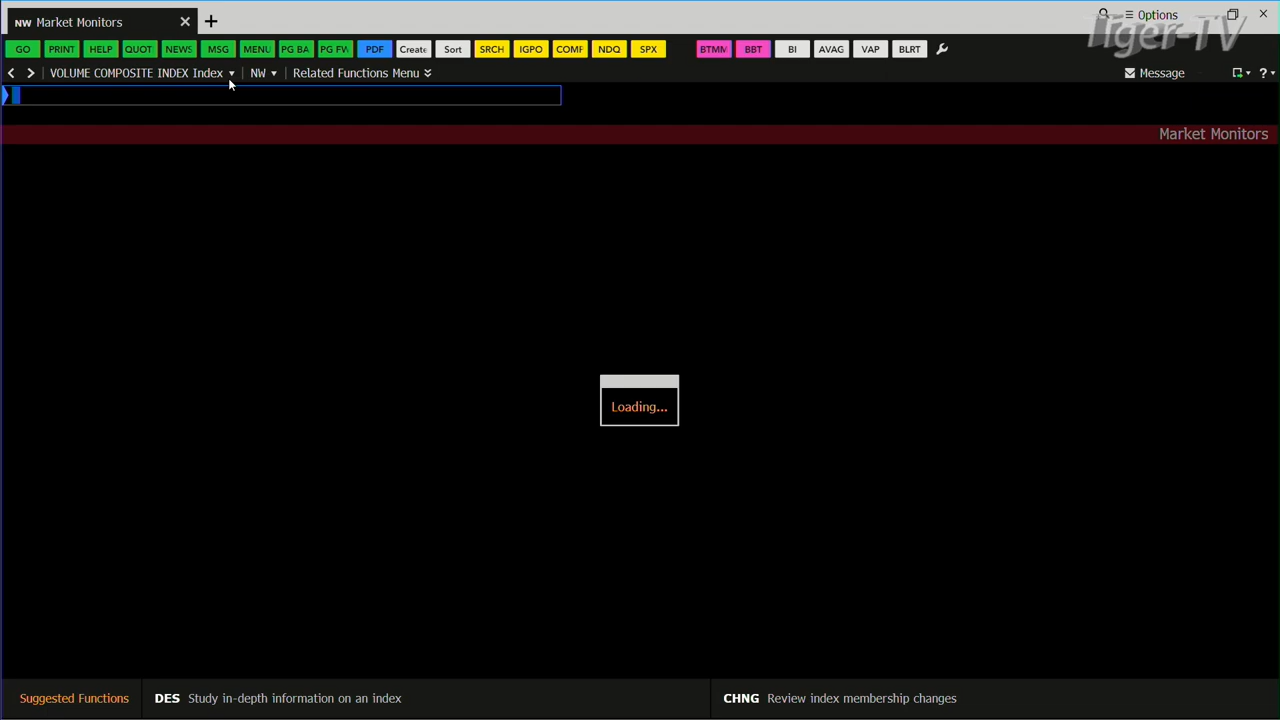 NW Market Monitors
Options
Tiger-TV
GO PRINT HELP QUOT NEWS MSG MENU PG BA PG FW PDF Create Sort SRCH IGPO COMF NDQ SPX BTMM BBT BI AVAG VAP BLRT
VOLUME COMPOSITE INDEX Index NW Related Functions Menu
Message
Market Monitors
Loading...
Suggested Functions DES Study in-depth information on an index CHNG Review index membership changes